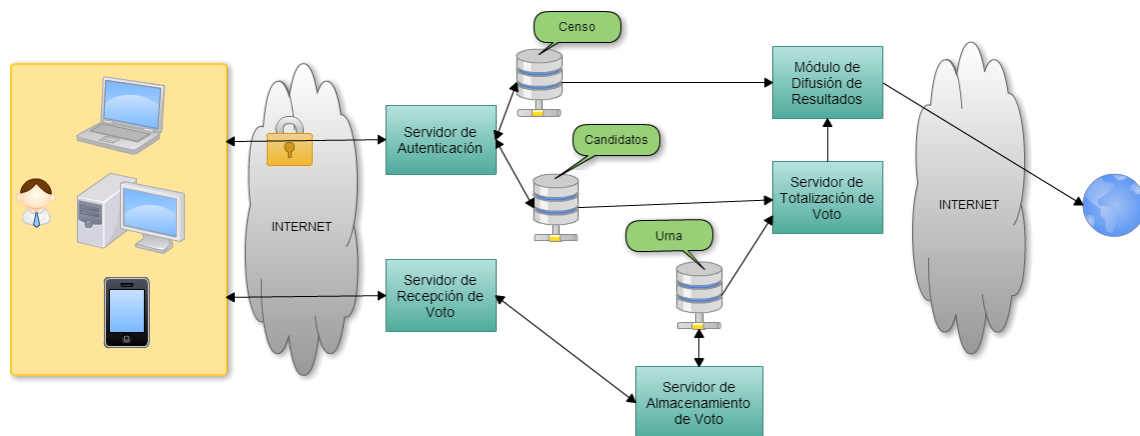 Censo
Módulo de
Difusión de
Resultados
Servidor de
Autenticación
Candidatos
Servidor de
Totalización de
Voto
INTERNET
INTERNET
Urna
Servidor de
Recepción de
Voto
Servidor de
Almacenamiento
de Voto